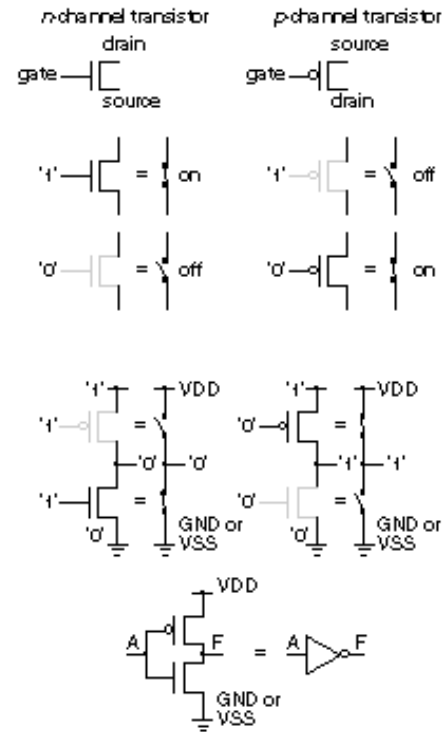 n-channel transistor p-channel transistor
drain source
gate gate
source drain
'1' = on '1' = off
'0' = off '0' = on
'1' VDD '1' VDD
'1' = '0' =
'0' '0' '1' '1'
'1' = '0' =
'0' GND or VSS '0' GND or VSS
VDD
A F = A F
GND or
VSS